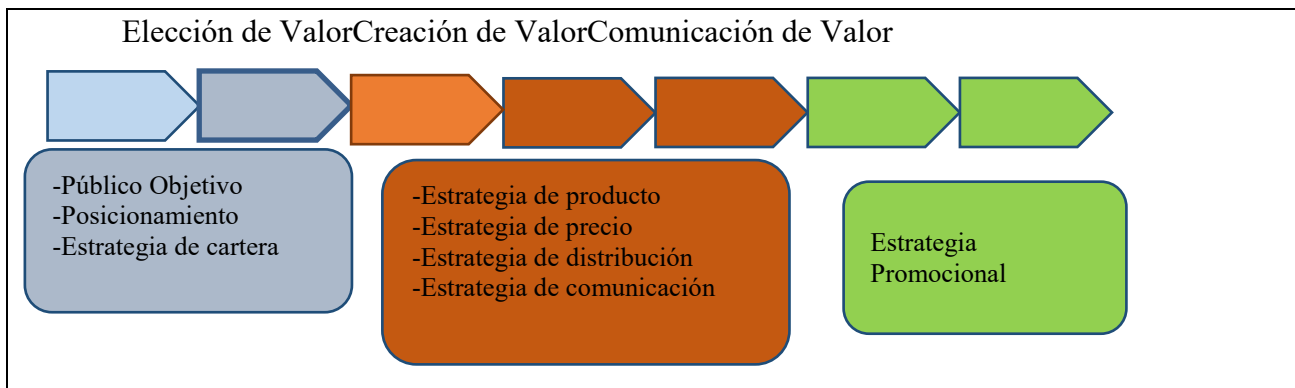 Elección de ValorCreación de ValorComunicación de Valor
-Público Objetivo
-Posicionamiento
-Estrategia de cartera
-Estrategia de producto
-Estrategia de precio
-Estrategia de distribución
-Estrategia de comunicación
Estrategia
Promocional